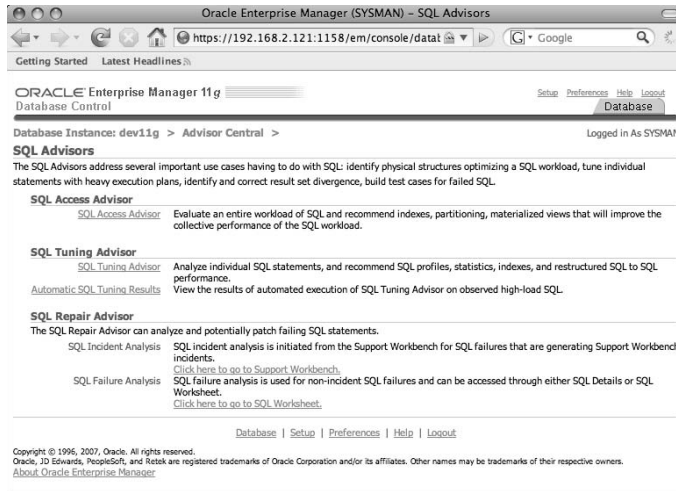 Oracle Enterprise Manager (SYSMAN) – SQL Advisors
https://192.168.2.121:1158/em/console/datab
G Google
Getting Started Latest Headlines
ORACLE Enterprise Manager 11g
Setup Preferences Help Logout
Database Control
Database
Database Instance: dev11g > Advisor Central >
Logged in As SYSMAN
SQL Advisors
The SQL Advisors address several important use cases having to do with SQL: identify physical structures optimizing a SQL workload, tune individual
statements with heavy execution plans, identify and correct result set divergence, build test cases for failed SQL.
SQL Access Advisor
SQL Access Advisor Evaluate an entire workload of SQL and recommend indexes, partitioning, materialized views that will improve the
collective performance of the SQL workload.
SQL Tuning Advisor
SQL Tuning Advisor Analyze individual SQL statements, and recommend SQL profiles, statistics, indexes, and restructured SQL to SQL
performance.
Automatic SQL Tuning Results View the results of automated execution of SQL Tuning Advisor on observed high-load SQL.
SQL Repair Advisor
The SQL Repair Advisor can analyze and potentially patch failing SQL statements.
SQL Incident Analysis SQL incident analysis is initiated from the Support Workbench for SQL failures that are generating Support Workbench
incidents.
Click here to go to Support Workbench.
SQL Failure Analysis SQL failure analysis is used for non-incident SQL failures and can be accessed through either SQL Details or SQL
Worksheet.
Click here to go to SQL Worksheet.
Database | Setup | Preferences | Help | Logout
Copyright © 1996, 2007, Oracle. All rights reserved.
Oracle, JD Edwards, PeopleSoft, and Retek are registered trademarks of Oracle Corporation and/or its affiliates. Other names may be trademarks of their respective owners.
About Oracle Enterprise Manager